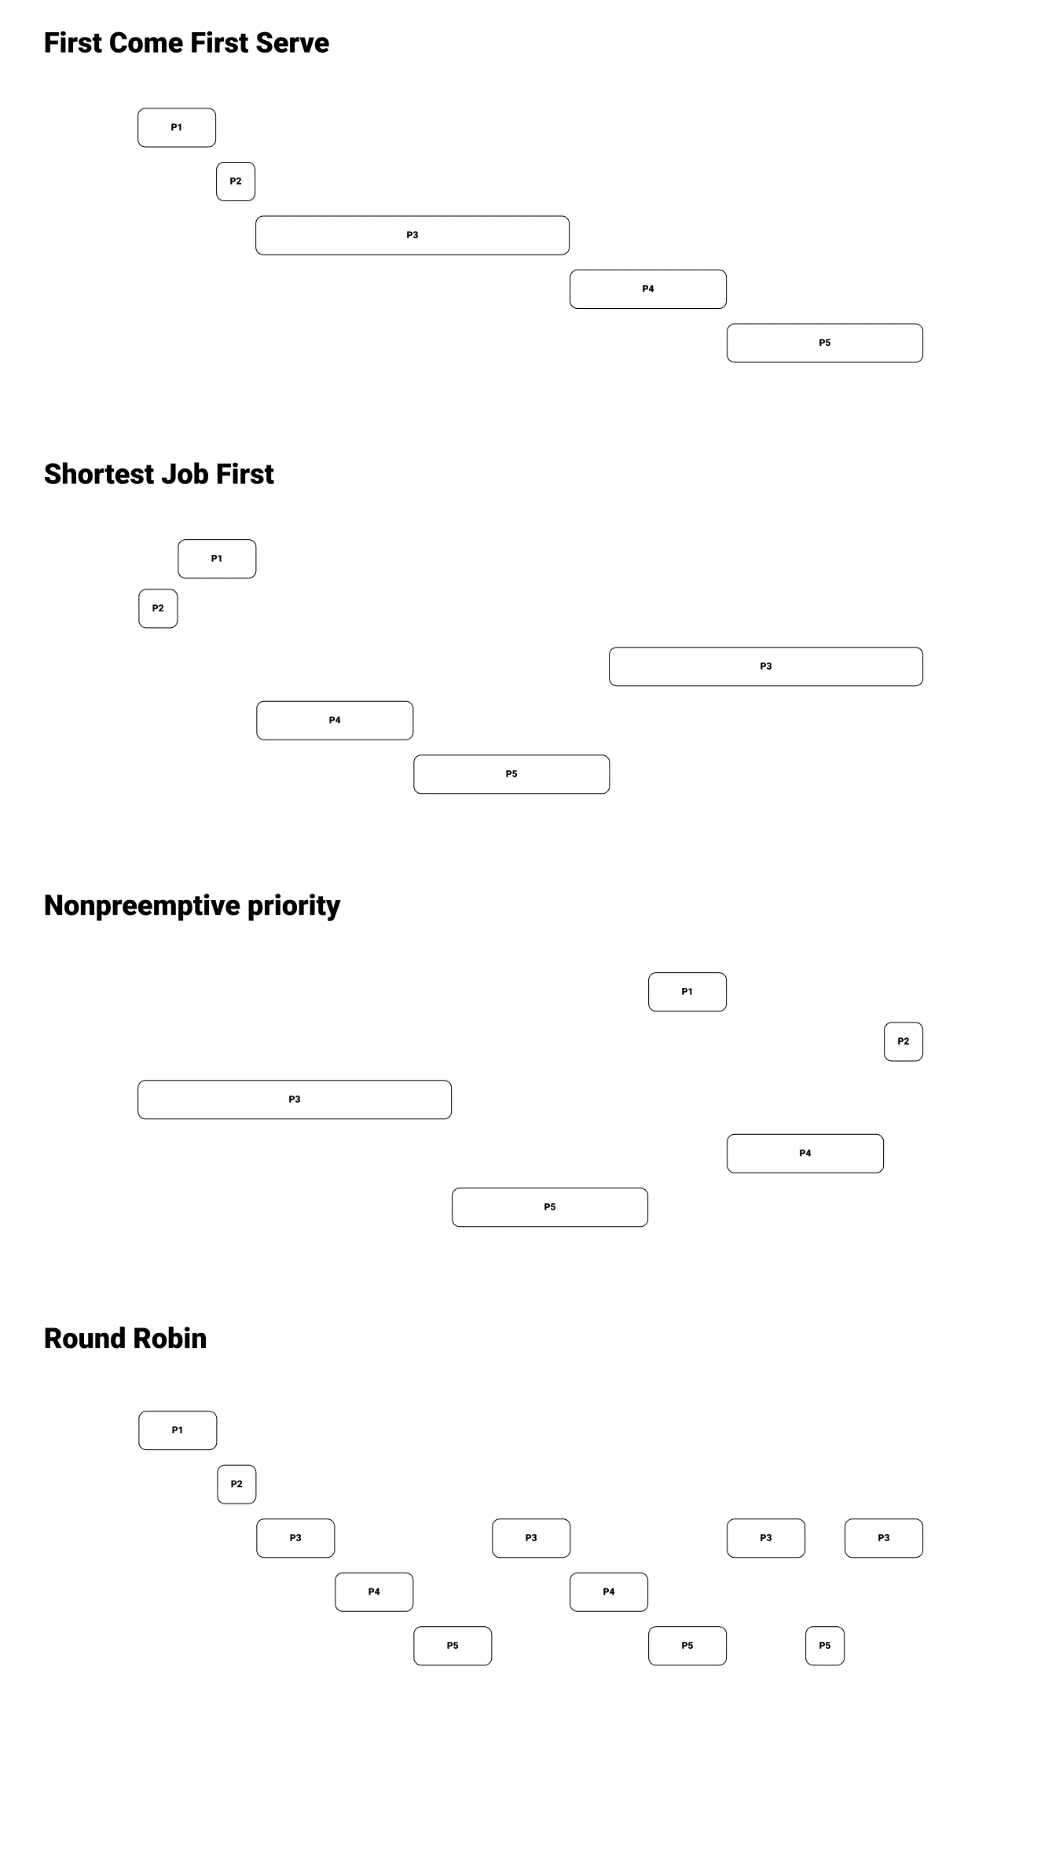 First Come First Serve
P1
P2
P3
P4
P5
Shortest Job First
P1
P2
P3
P4
P5
Nonpreemptive priority
P1
P2
P3
P4
P5
Round Robin
P1
P2
P3 P3 P3 P3
P4 P4
P5 P5 P5